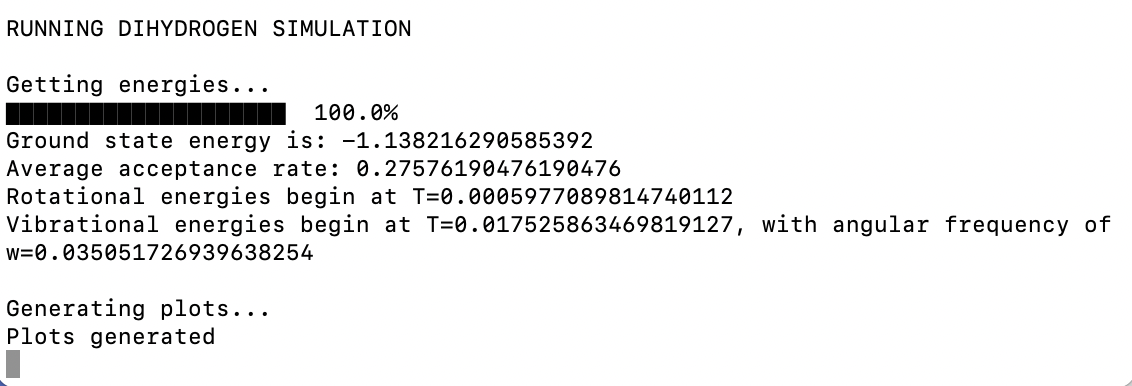 RUNNING DIHYDROGEN SIMULATION
Getting energies...
100.0%
Ground state energy is: -1.138216290585392
Average acceptance rate: 0.27576190476190476
Rotational energies begin at T=0.0005977089814740112
Vibrational energies begin at T=0.017525863469819127, with angular frequency of
w=0.035051726939638254
Generating plots...
Plots generated